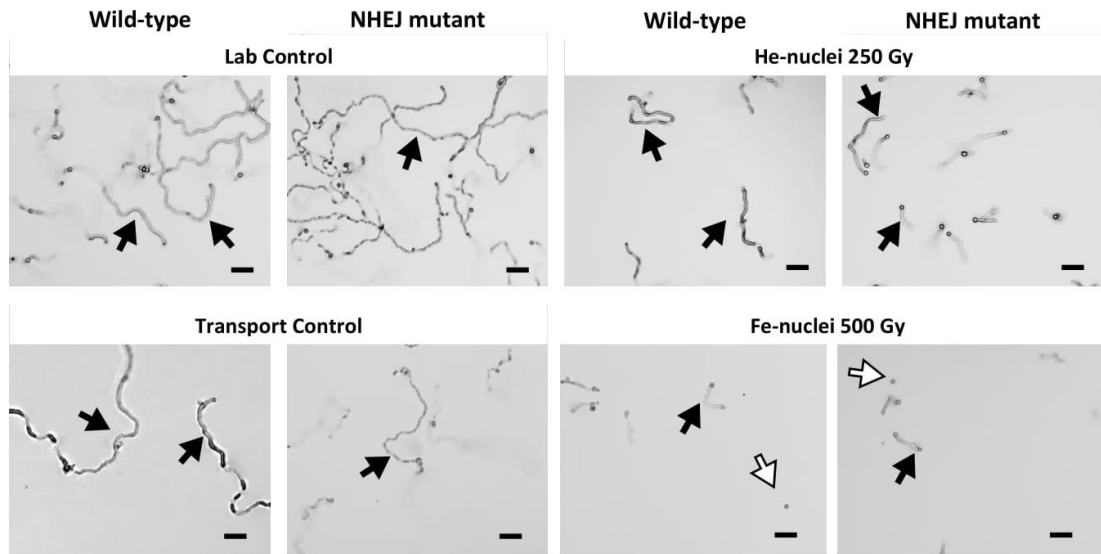 Wild-type NHEJ mutant Wild-type NHEJ mutant
Lab Control He-nuclei 250 Gy
Transport Control Fe-nuclei 500 Gy